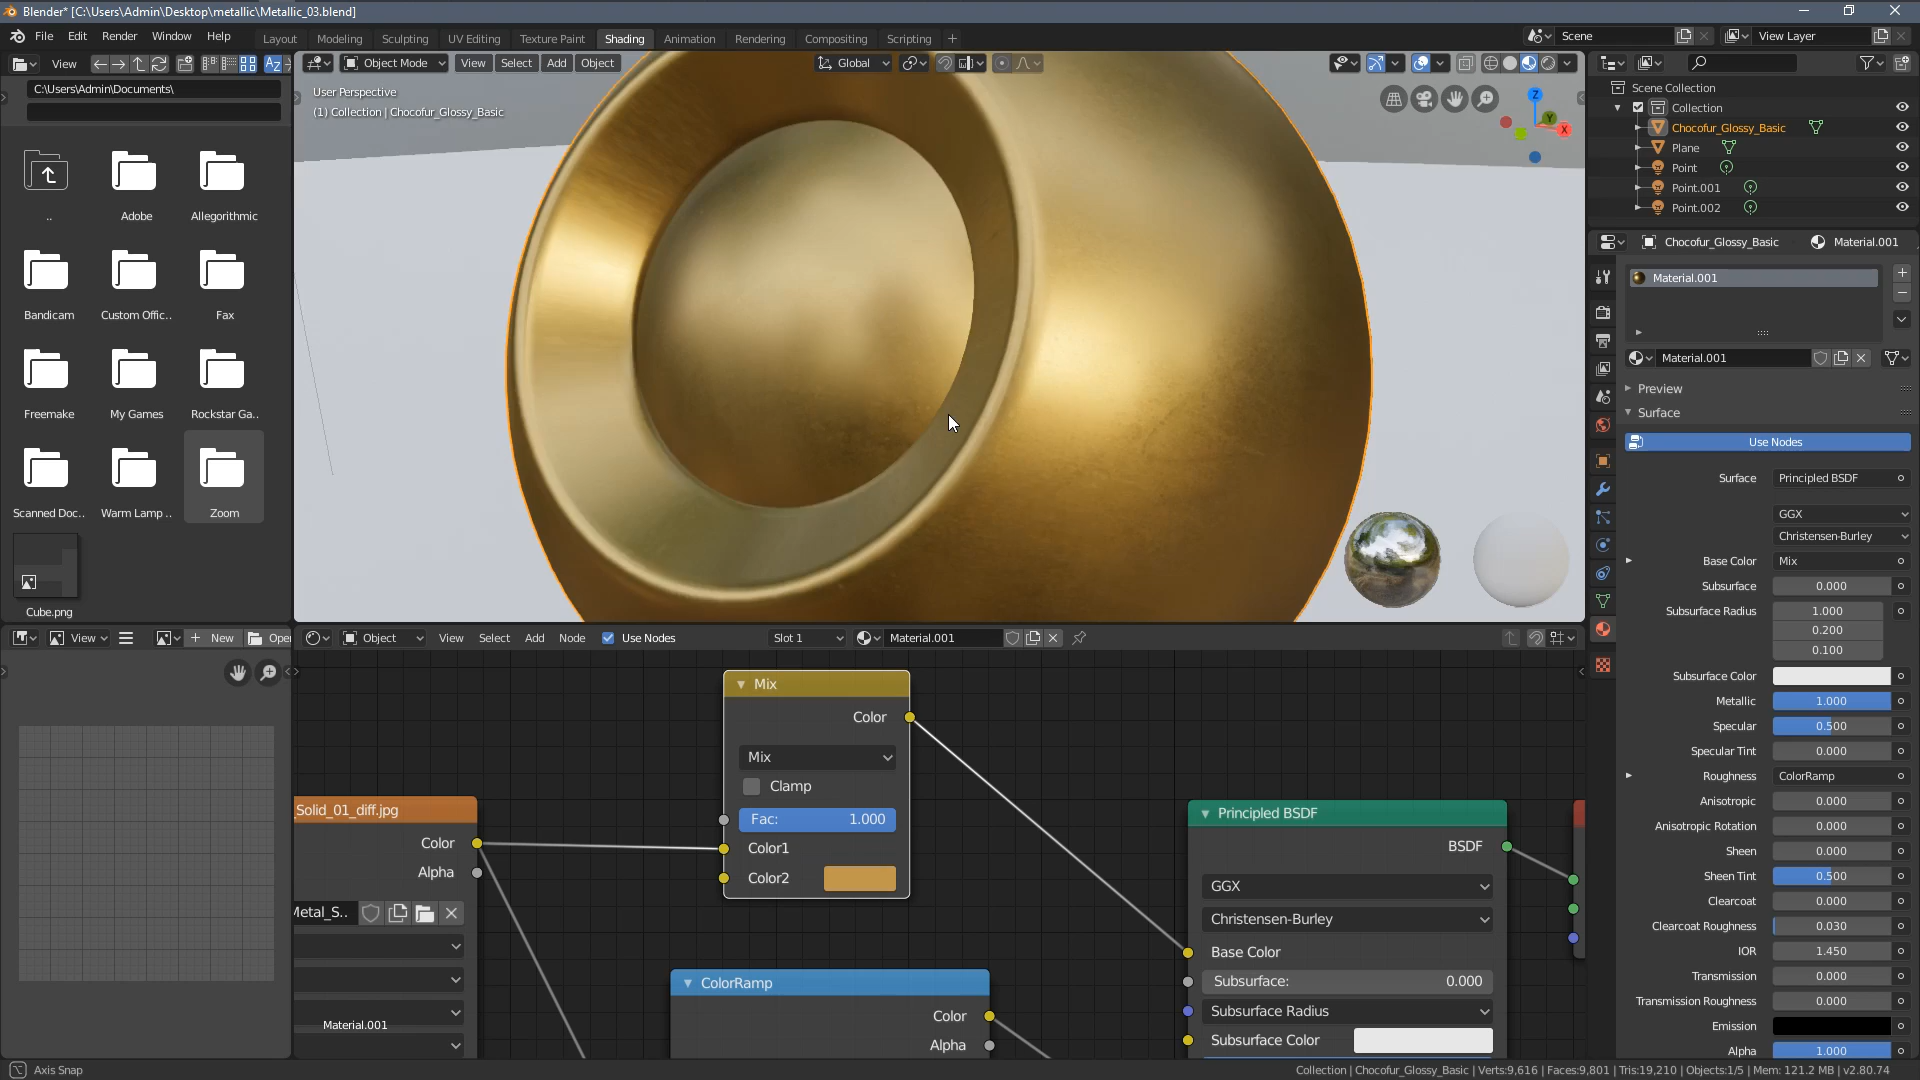 Blender* [C:\Users\Admin\Desktop\metallic\Metallic_03.blend]
File Edit Render Window Help Layout Modeling Sculpting UV Editing Texture Paint Shading Animation Rendering Compositing Scripting + Scene View Layer
View Az Object Mode View Select Add Object Global
C:\Users\Admin\Documents\
User Perspective
(1) Collection | Chocofur_Glossy_Basic
Z
Y
X
..
Adobe
Allegorithmic
Bandicam
Custom Offic..
Fax
Freemake
My Games
Rockstar Ga..
Scanned Doc..
Warm Lamp ..
Zoom
Cube.png
Scene Collection
Collection
Chocofur_Glossy_Basic
Plane
Point
Point.001
Point.002
Chocofur_Glossy_Basic Material.001
Material.001
Material.001
Preview
Surface
Use Nodes
Surface Principled BSDF
GGX
Christensen-Burley
Base Color Mix
Subsurface 0.000
Subsurface Radius 1.000
0.200
0.100
Subsurface Color
Metallic 1.000
Specular 0.500
Specular Tint 0.000
Roughness ColorRamp
Anisotropic 0.000
Anisotropic Rotation 0.000
Sheen 0.000
Sheen Tint 0.500
Clearcoat 0.000
Clearcoat Roughness 0.030
IOR 1.450
Transmission 0.000
Transmission Roughness 0.000
Emission
Alpha 1.000
View + New Open
Object View Select Add Node Use Nodes Slot 1 Material.001
Mix
Color
Mix
Clamp
Fac: 1.000
Color1
Color2
_Solid_01_diff.jpg
Color
Alpha
Metal_S..
Material.001
ColorRamp
Color
Alpha
Principled BSDF
BSDF
GGX
Christensen-Burley
Base Color
Subsurface: 0.000
Subsurface Radius
Subsurface Color
Axis Snap
Collection | Chocofur_Glossy_Basic | Verts:9,616 | Faces:9,801 | Tris:19,210 | Objects:1/5 | Mem: 121.2 MB | v2.80.74